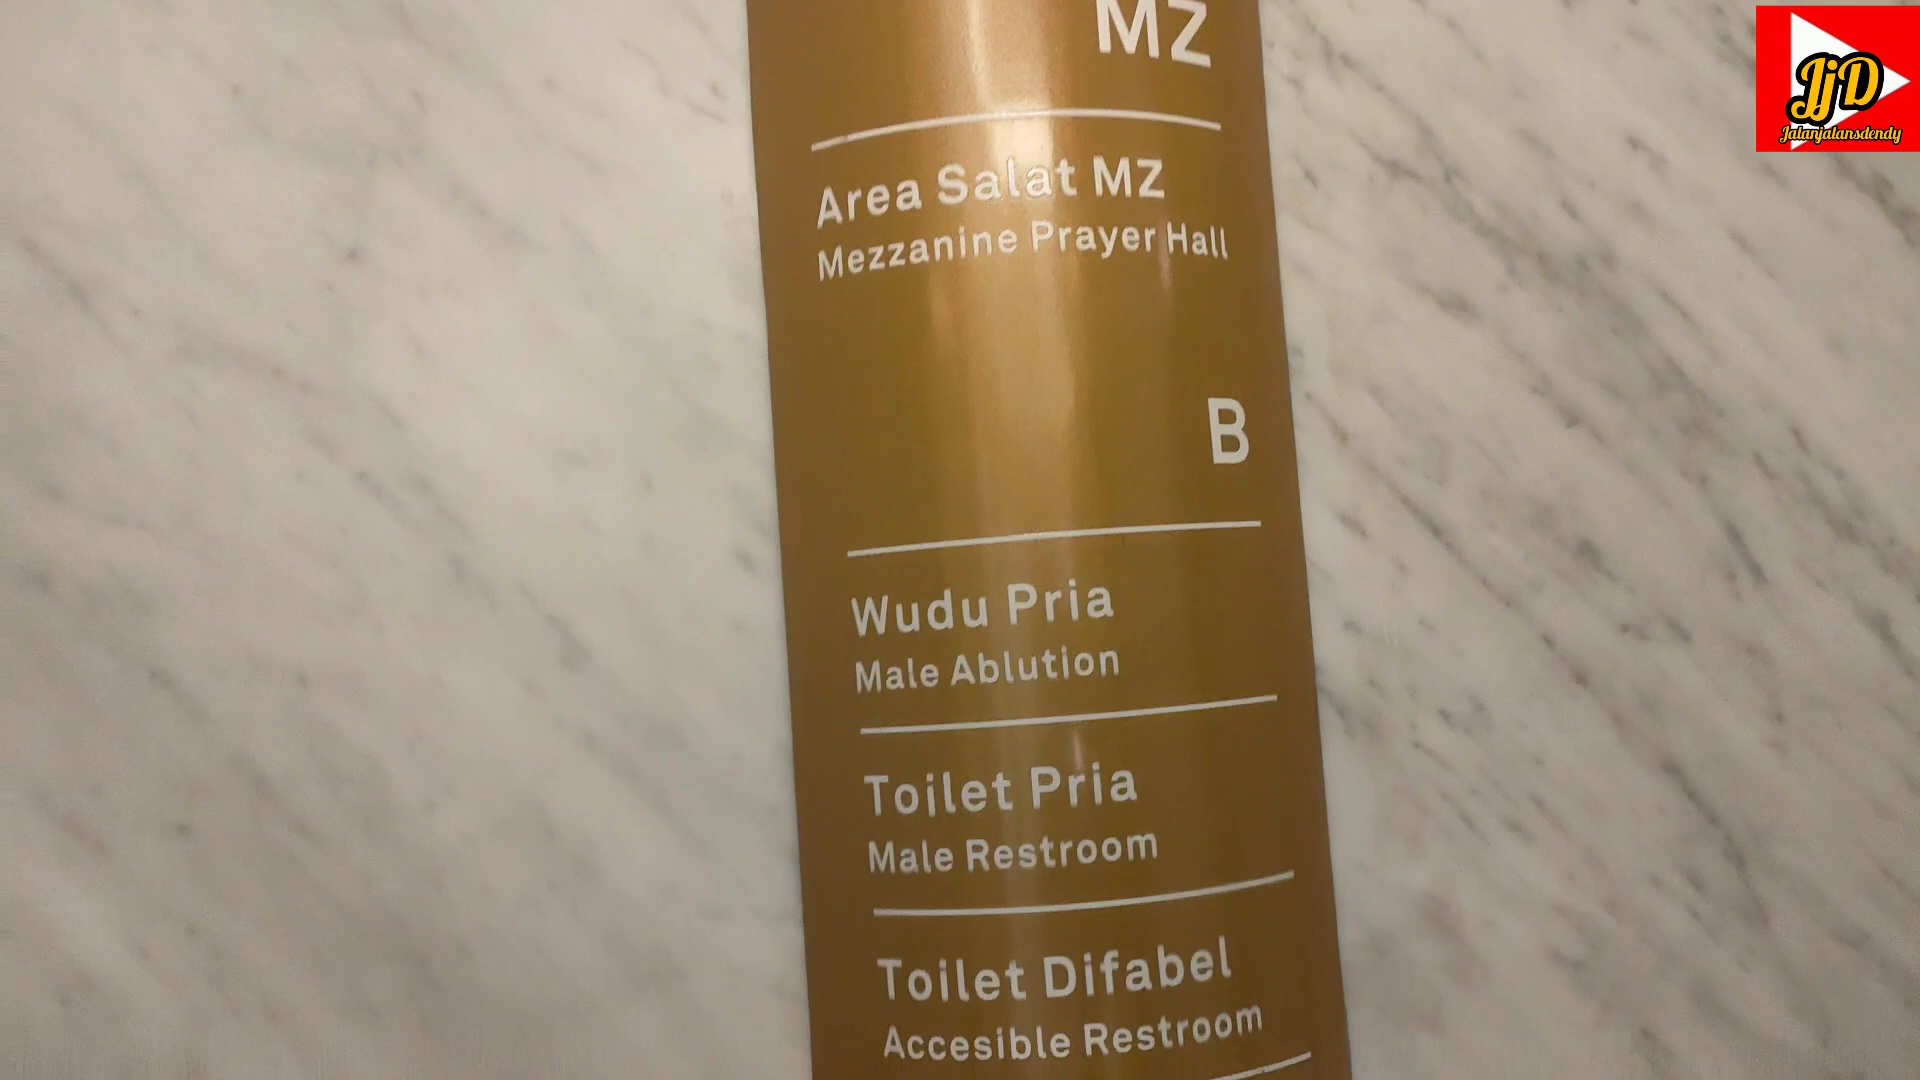 MZ
Area Salat MZ
Mezzanine Prayer Hall
B
Wudu Pria
Male Ablution
Toilet Pria
Male Restroom
Toilet Difabel
Accesible Restroom
JjD
Jalanjalansdendy